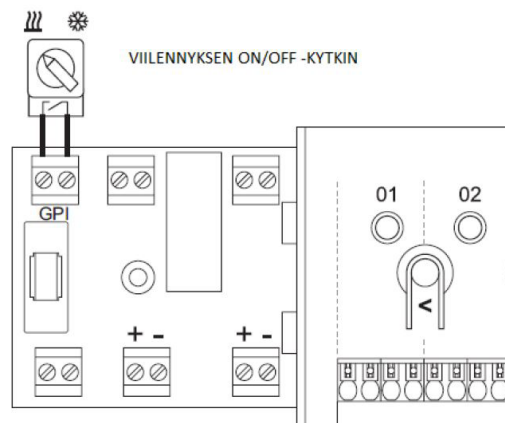 VIILENNYKSEN ON/OFF -KYTKIN
01 02
GPI
+ - + -